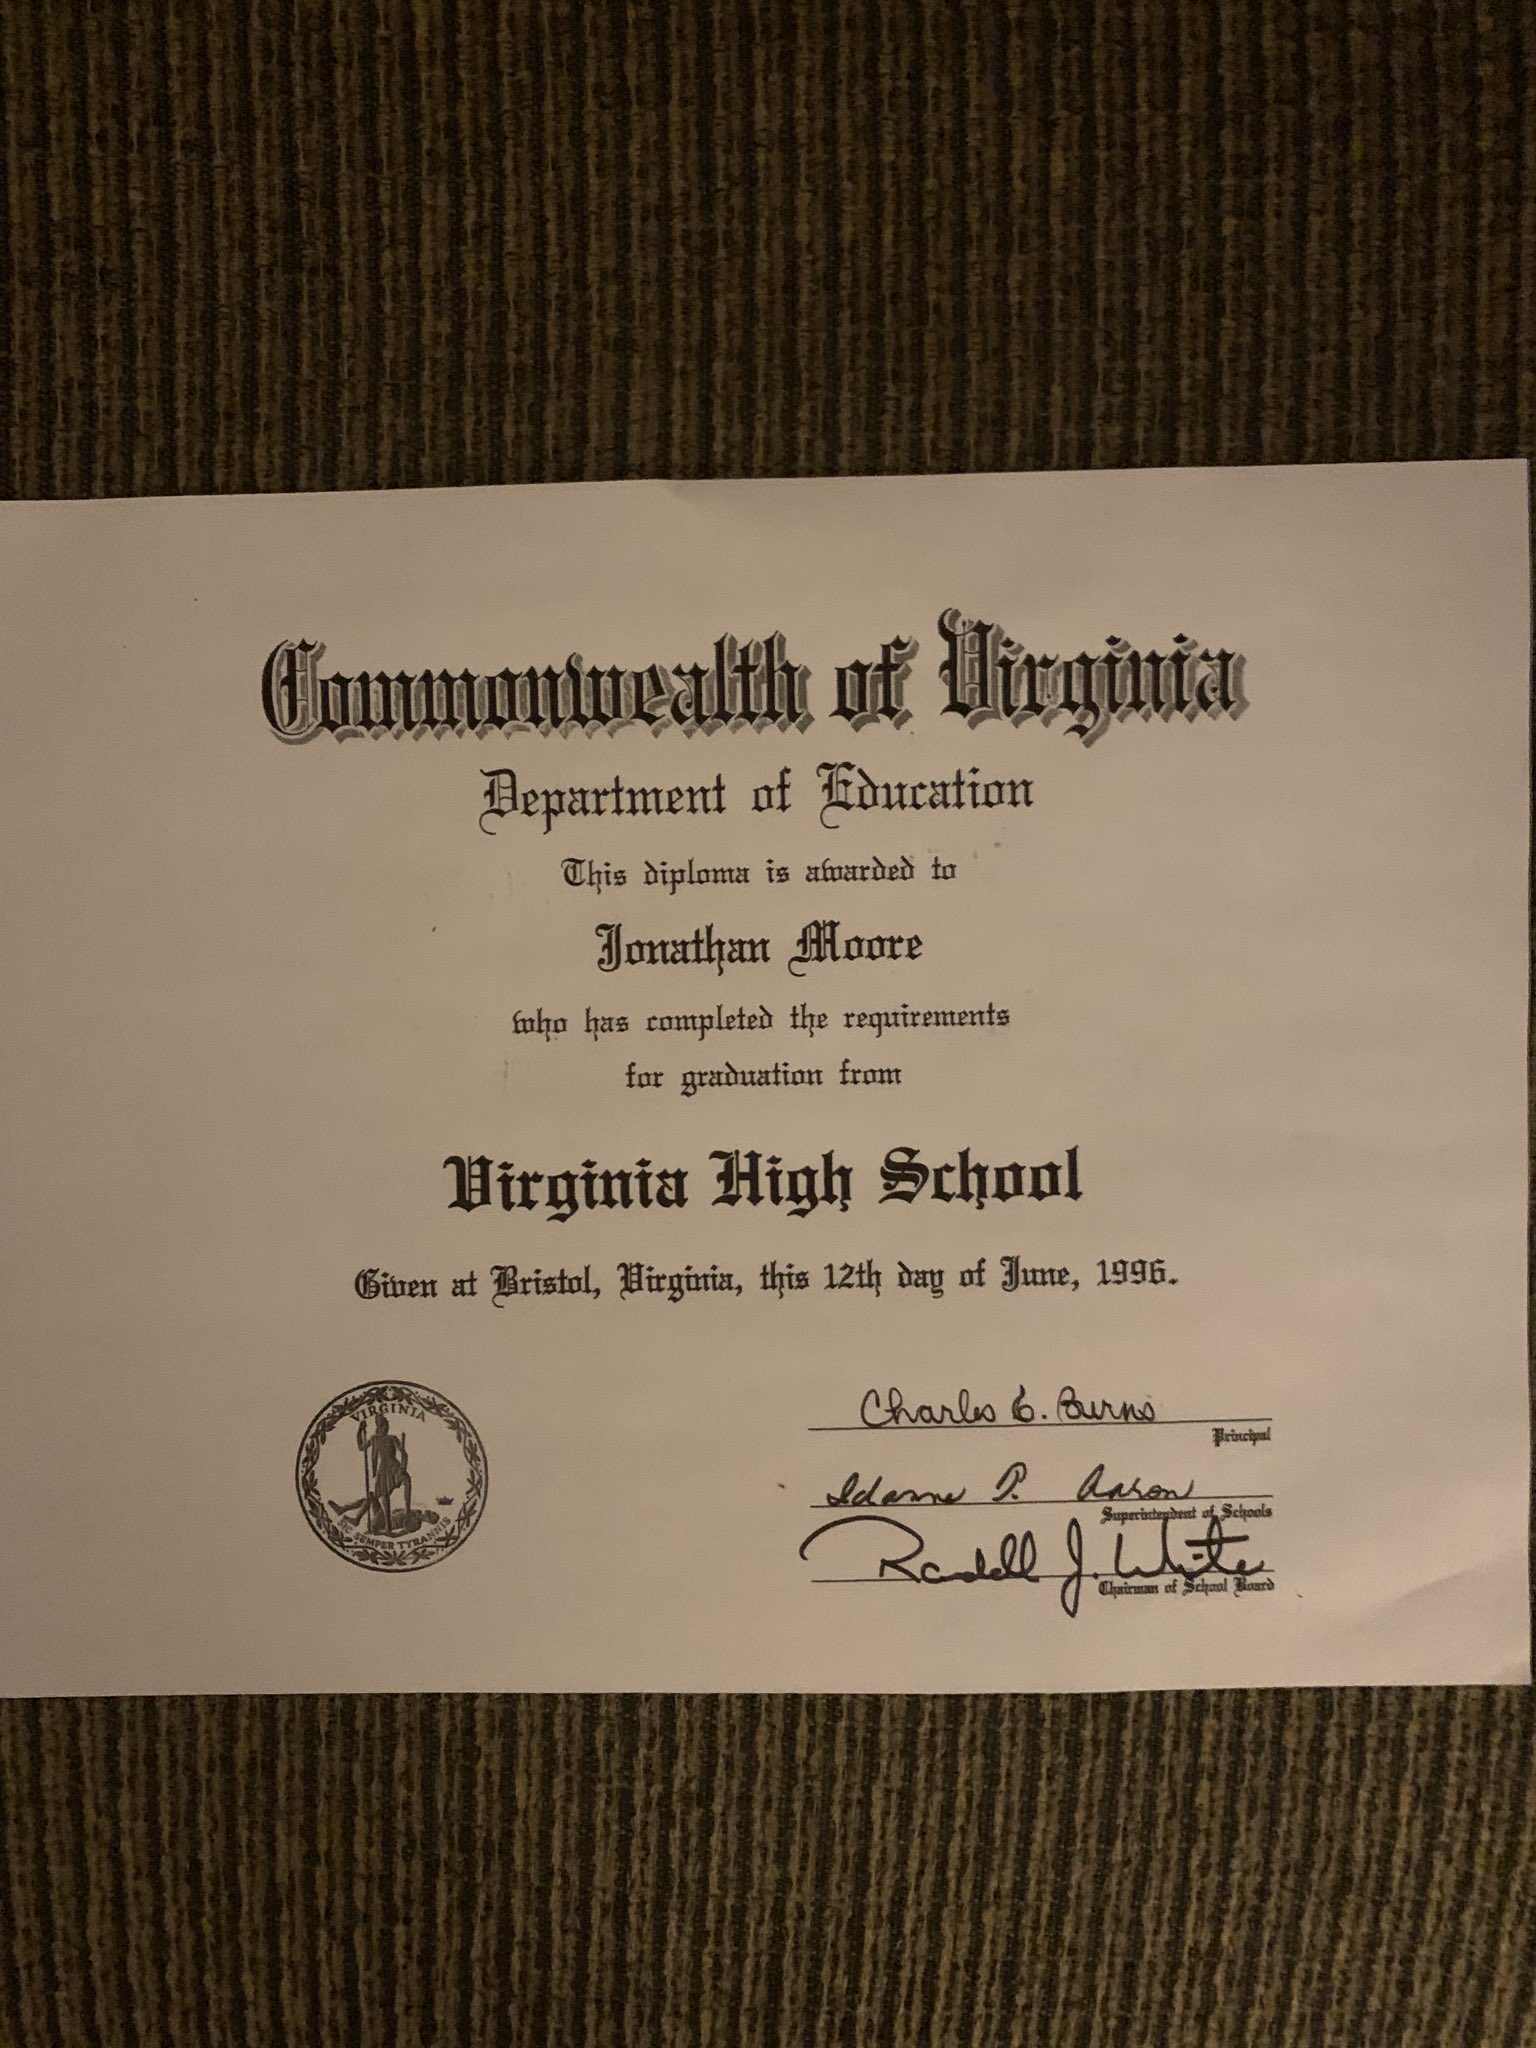 Commonwealth of Virginia
Department of Education
This diploma is awarded to
Jonathan Moore
who has completed the requirements
for graduation from
Virginia High School
Given at Bristol, Virginia, this 12th day of June, 1996.
VIRGINIA
SIC SEMPER TYRANNIS
Charles E. Burns
Principal
P. Aaron
Superintendent of Schools
Randall J. White
Chairman of School Board